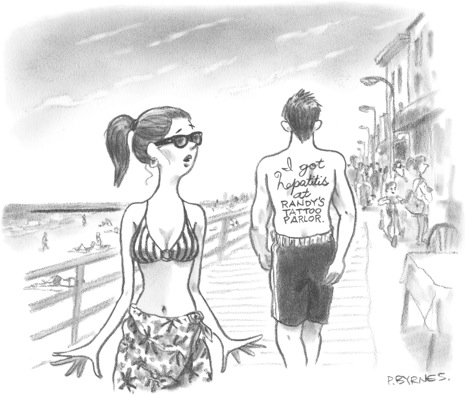 I got
hepatitis
at
RANDY'S
TATTOO
PARLOR.
P. BYRNES.